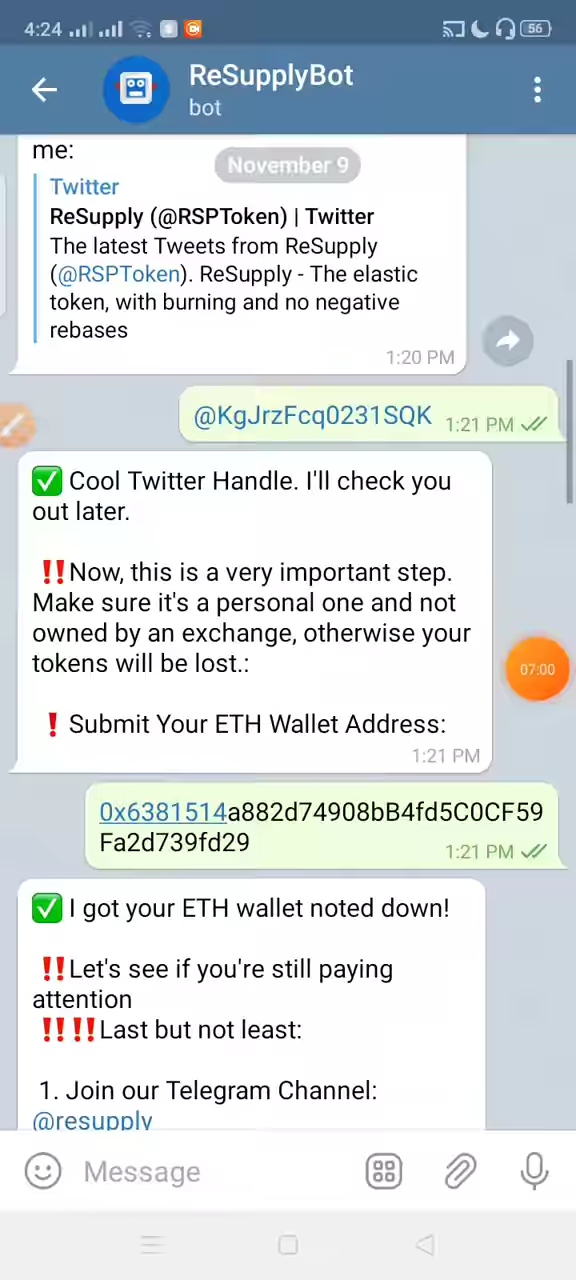 4:24
56
ReSupplyBot
bot
me:
November 9
Twitter
ReSupply (@RSPToken) | Twitter
The latest Tweets from ReSupply
(@RSPToken). ReSupply - The elastic
token, with burning and no negative
rebases
1:20 PM
@KgJrzFcq0231SQK 1:21 PM
Cool Twitter Handle. I'll check you
out later.
‼️Now, this is a very important step.
Make sure it's a personal one and not
owned by an exchange, otherwise your
tokens will be lost.:
07:00
❗ Submit Your ETH Wallet Address:
1:21 PM
0x6381514a882d74908bB4fd5C0CF59
Fa2d739fd29 1:21 PM
I got your ETH wallet noted down!
‼️Let's see if you're still paying
attention
‼️‼️Last but not least:
1. Join our Telegram Channel:
@resupply
Message